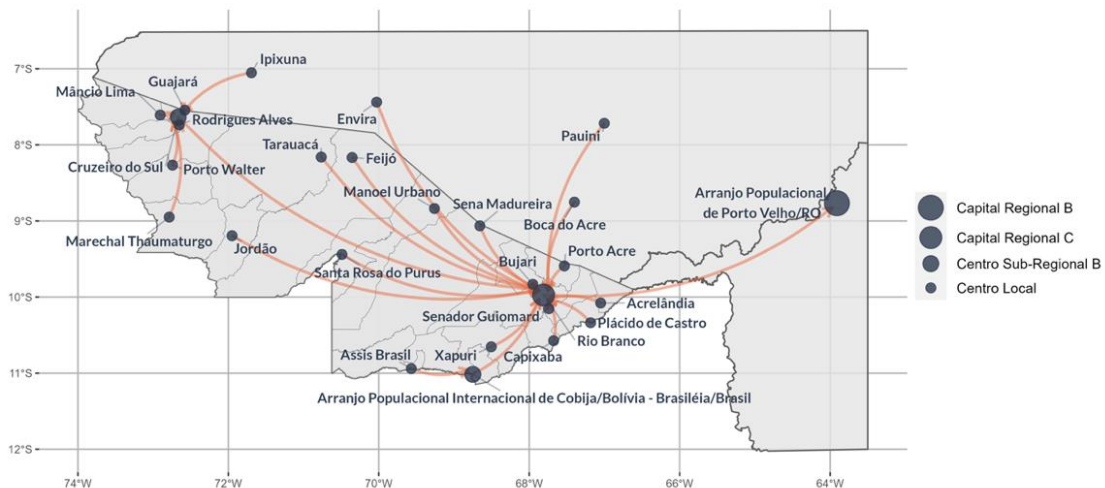 7°S
8°S
9°S
10°S
11°S
12°S
Ipixuna
Guajará
Mâncio Lima
Envira
Rodrigues Alves
Pauini
Tarauacá
Feijó
Cruzeiro do Sul
Porto Walter
Manoel Urbano
Sena Madureira
Arranjo Populacional
de Porto Velho/RO
Boca do Acre
Marechal Thaumaturgo
Jordão
Porto Acre
Bujari
Santa Rosa do Purus
Acrelândia
Senador Guiomard
Plácido de Castro
Rio Branco
Assis Brasil
Xapuri
Capixaba
Arranjo Populacional Internacional de Cobija/Bolívia - Brasiléia/Brasil
74°W
72°W
70°W
68°W
66°W
64°W
Capital Regional B
Capital Regional C
Centro Sub-Regional B
Centro Local